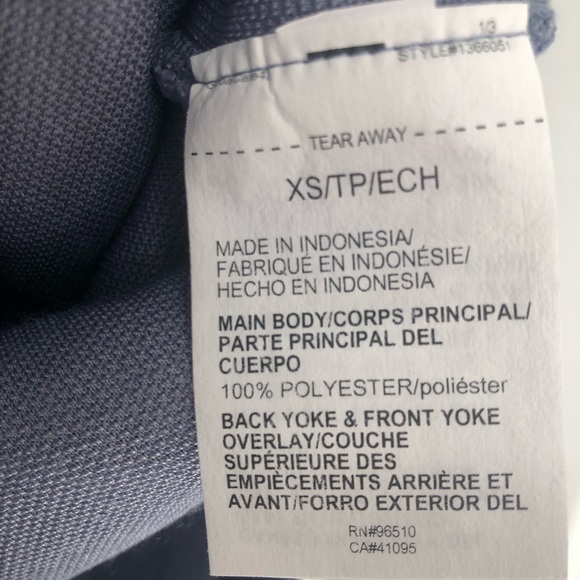 1/3
STYLE#1366051
- - - - - - - TEAR AWAY - - - - - - -
XS/TP/ECH
MADE IN INDONESIA/
FABRIQUÉ EN INDONÉSIE/
HECHO EN INDONESIA
MAIN BODY/CORPS PRINCIPAL/
PARTE PRINCIPAL DEL
CUERPO
100% POLYESTER/poliéster
BACK YOKE & FRONT YOKE
OVERLAY/COUCHE
SUPÉRIEURE DES
EMPIÈCEMENTS ARRIÈRE ET
AVANT/FORRO EXTERIOR DEL
RN#96510
CA#41095